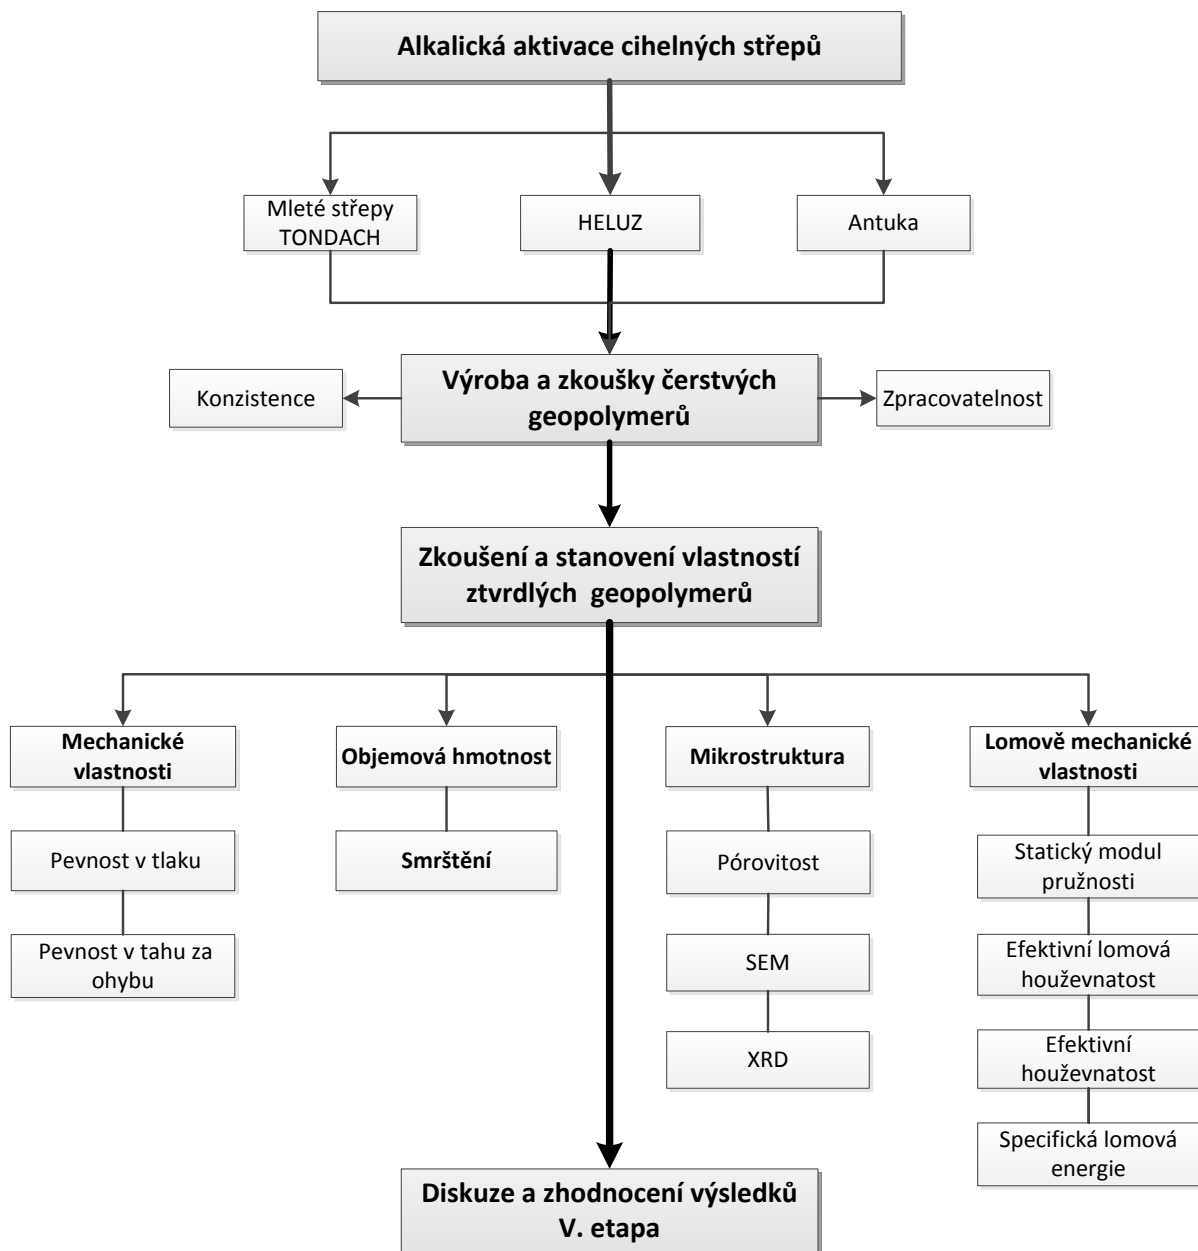 Alkalická aktivace cihelných střepů
Mleté střepy
TONDACH
HELUZ
Antuka
Výroba a zkoušky čerstvých
geopolymerů
Konzistence
Zpracovatelnost
Zkoušení a stanovení vlastností
ztvrdlých  geopolymerů
Mechanické
vlastnosti
Objemová hmotnost
Mikrostruktura
Lomově mechanické
vlastnosti
Pevnost v tlaku
Smrštění
Pórovitost
Statický modul
pružnosti
Pevnost v tahu za
ohybu
SEM
Efektivní lomová
houževnatost
XRD
Efektivní
houževnatost
Specifická lomová
energie
Diskuze a zhodnocení výsledků
V. etapa